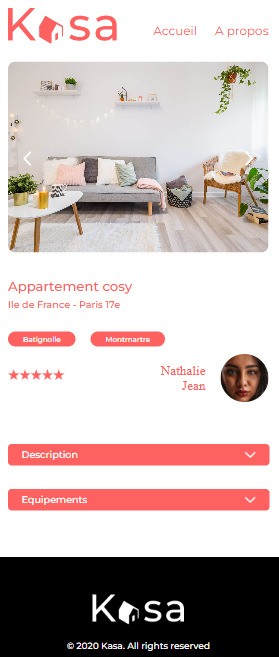 Kasa
Accueil A propos
Appartement cosy
Ile de France - Paris 17e
Batignolle Montmartre
★★★★★
Nathalie
Jean
Description
Equipements
Kasa
© 2020 Kasa. All rights reserved